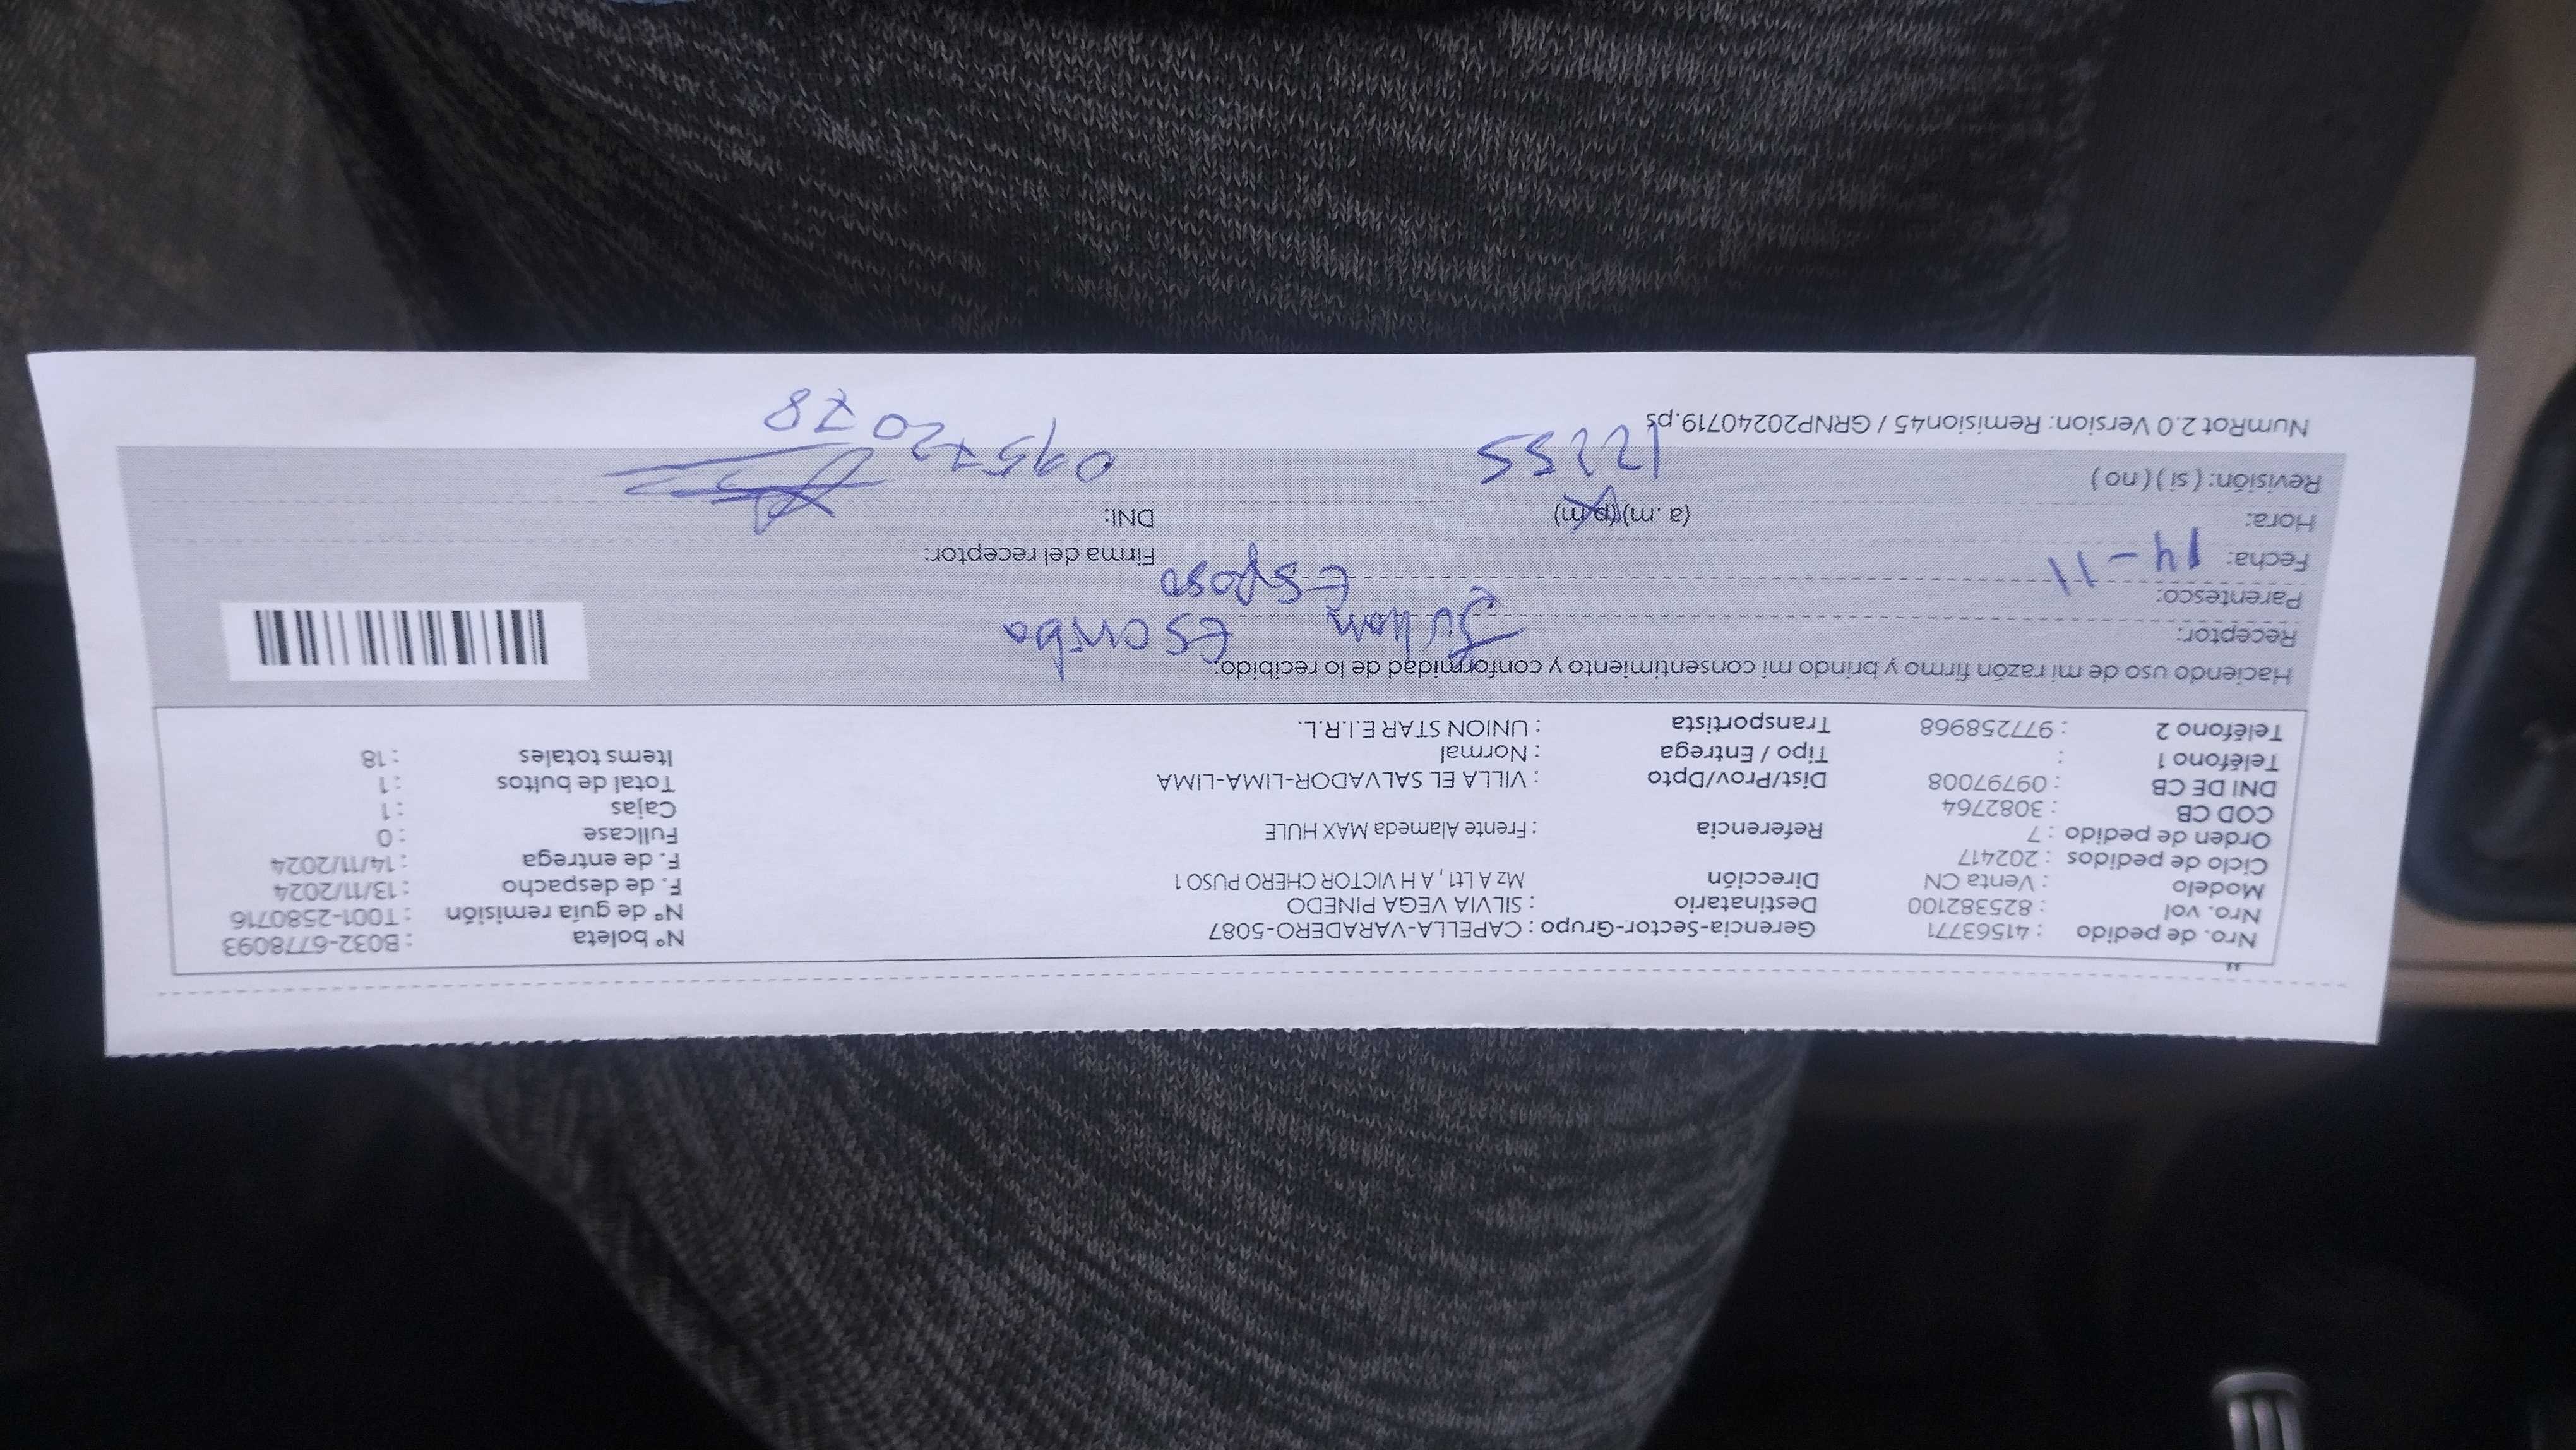 Nro. de pedido : 41563771 Gerencia-Sector-Grupo : CAPELLA-VARADERO-5087 Nº boleta : B032-6778093
Nro. vol : 825382100 Destinatario : SILVIA VEGA PINEDO Nº de guía remisión : T001-2580716
Modelo : Venta CN Dirección Mz A Lt1 , A H VICTOR CHERO PUSO 1 F. de despacho : 13/11/2024
Ciclo de pedidos : 202417 F. de entrega : 14/11/2024
Orden de pedido : 7 Referencia : Frente Alameda MAX HULE Fullcase : 0
COD CB : 3082764 Cajas : 1
DNI DE CB : 09797008 Dist/Prov/Dpto : VILLA EL SALVADOR-LIMA-LIMA Total de bultos : 1
Teléfono 1 : Tipo / Entrega : Normal Items totales : 18
Teléfono 2 : 977258968 Transportista : UNION STAR E.I.R.L.
Haciendo uso de mi razón firmo y brindo mi consentimiento y conformidad de lo recibido.
Receptor: Escriba
Parentesco: Esposo
Fecha: 14-11 Firma del receptor:
Hora: (a.m) (p.m) DNI:
Revisión: ( si ) ( no ) 12255 09572078
NumRot 2.0 Version: Remision45 / GRNP20240719.ps